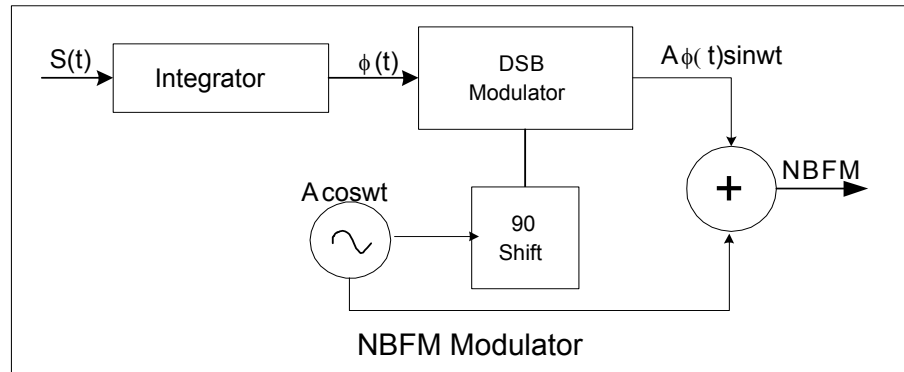 S(t)
Integrator
ϕ(t)
DSB
Modulator
Aϕ( t)sinwt
NBFM
+
Acoswt
90
Shift
NBFM Modulator